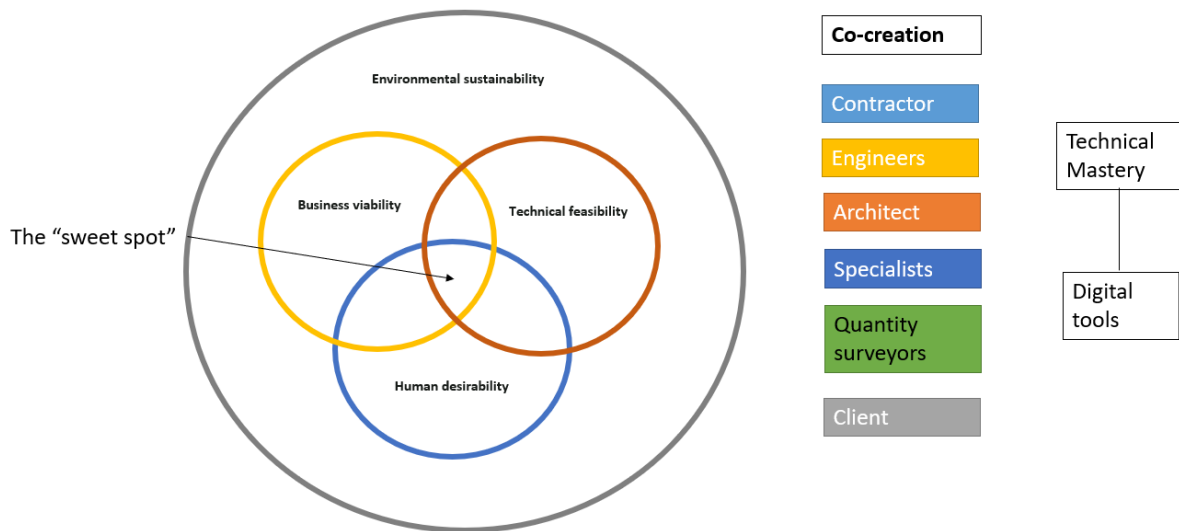 Environmental sustainability
Business viability
Technical feasibility
The “sweet spot”
Human desirability
Co-creation
Contractor
Engineers
Architect
Specialists
Quantity
surveyors
Client
Technical
Mastery
Digital
tools